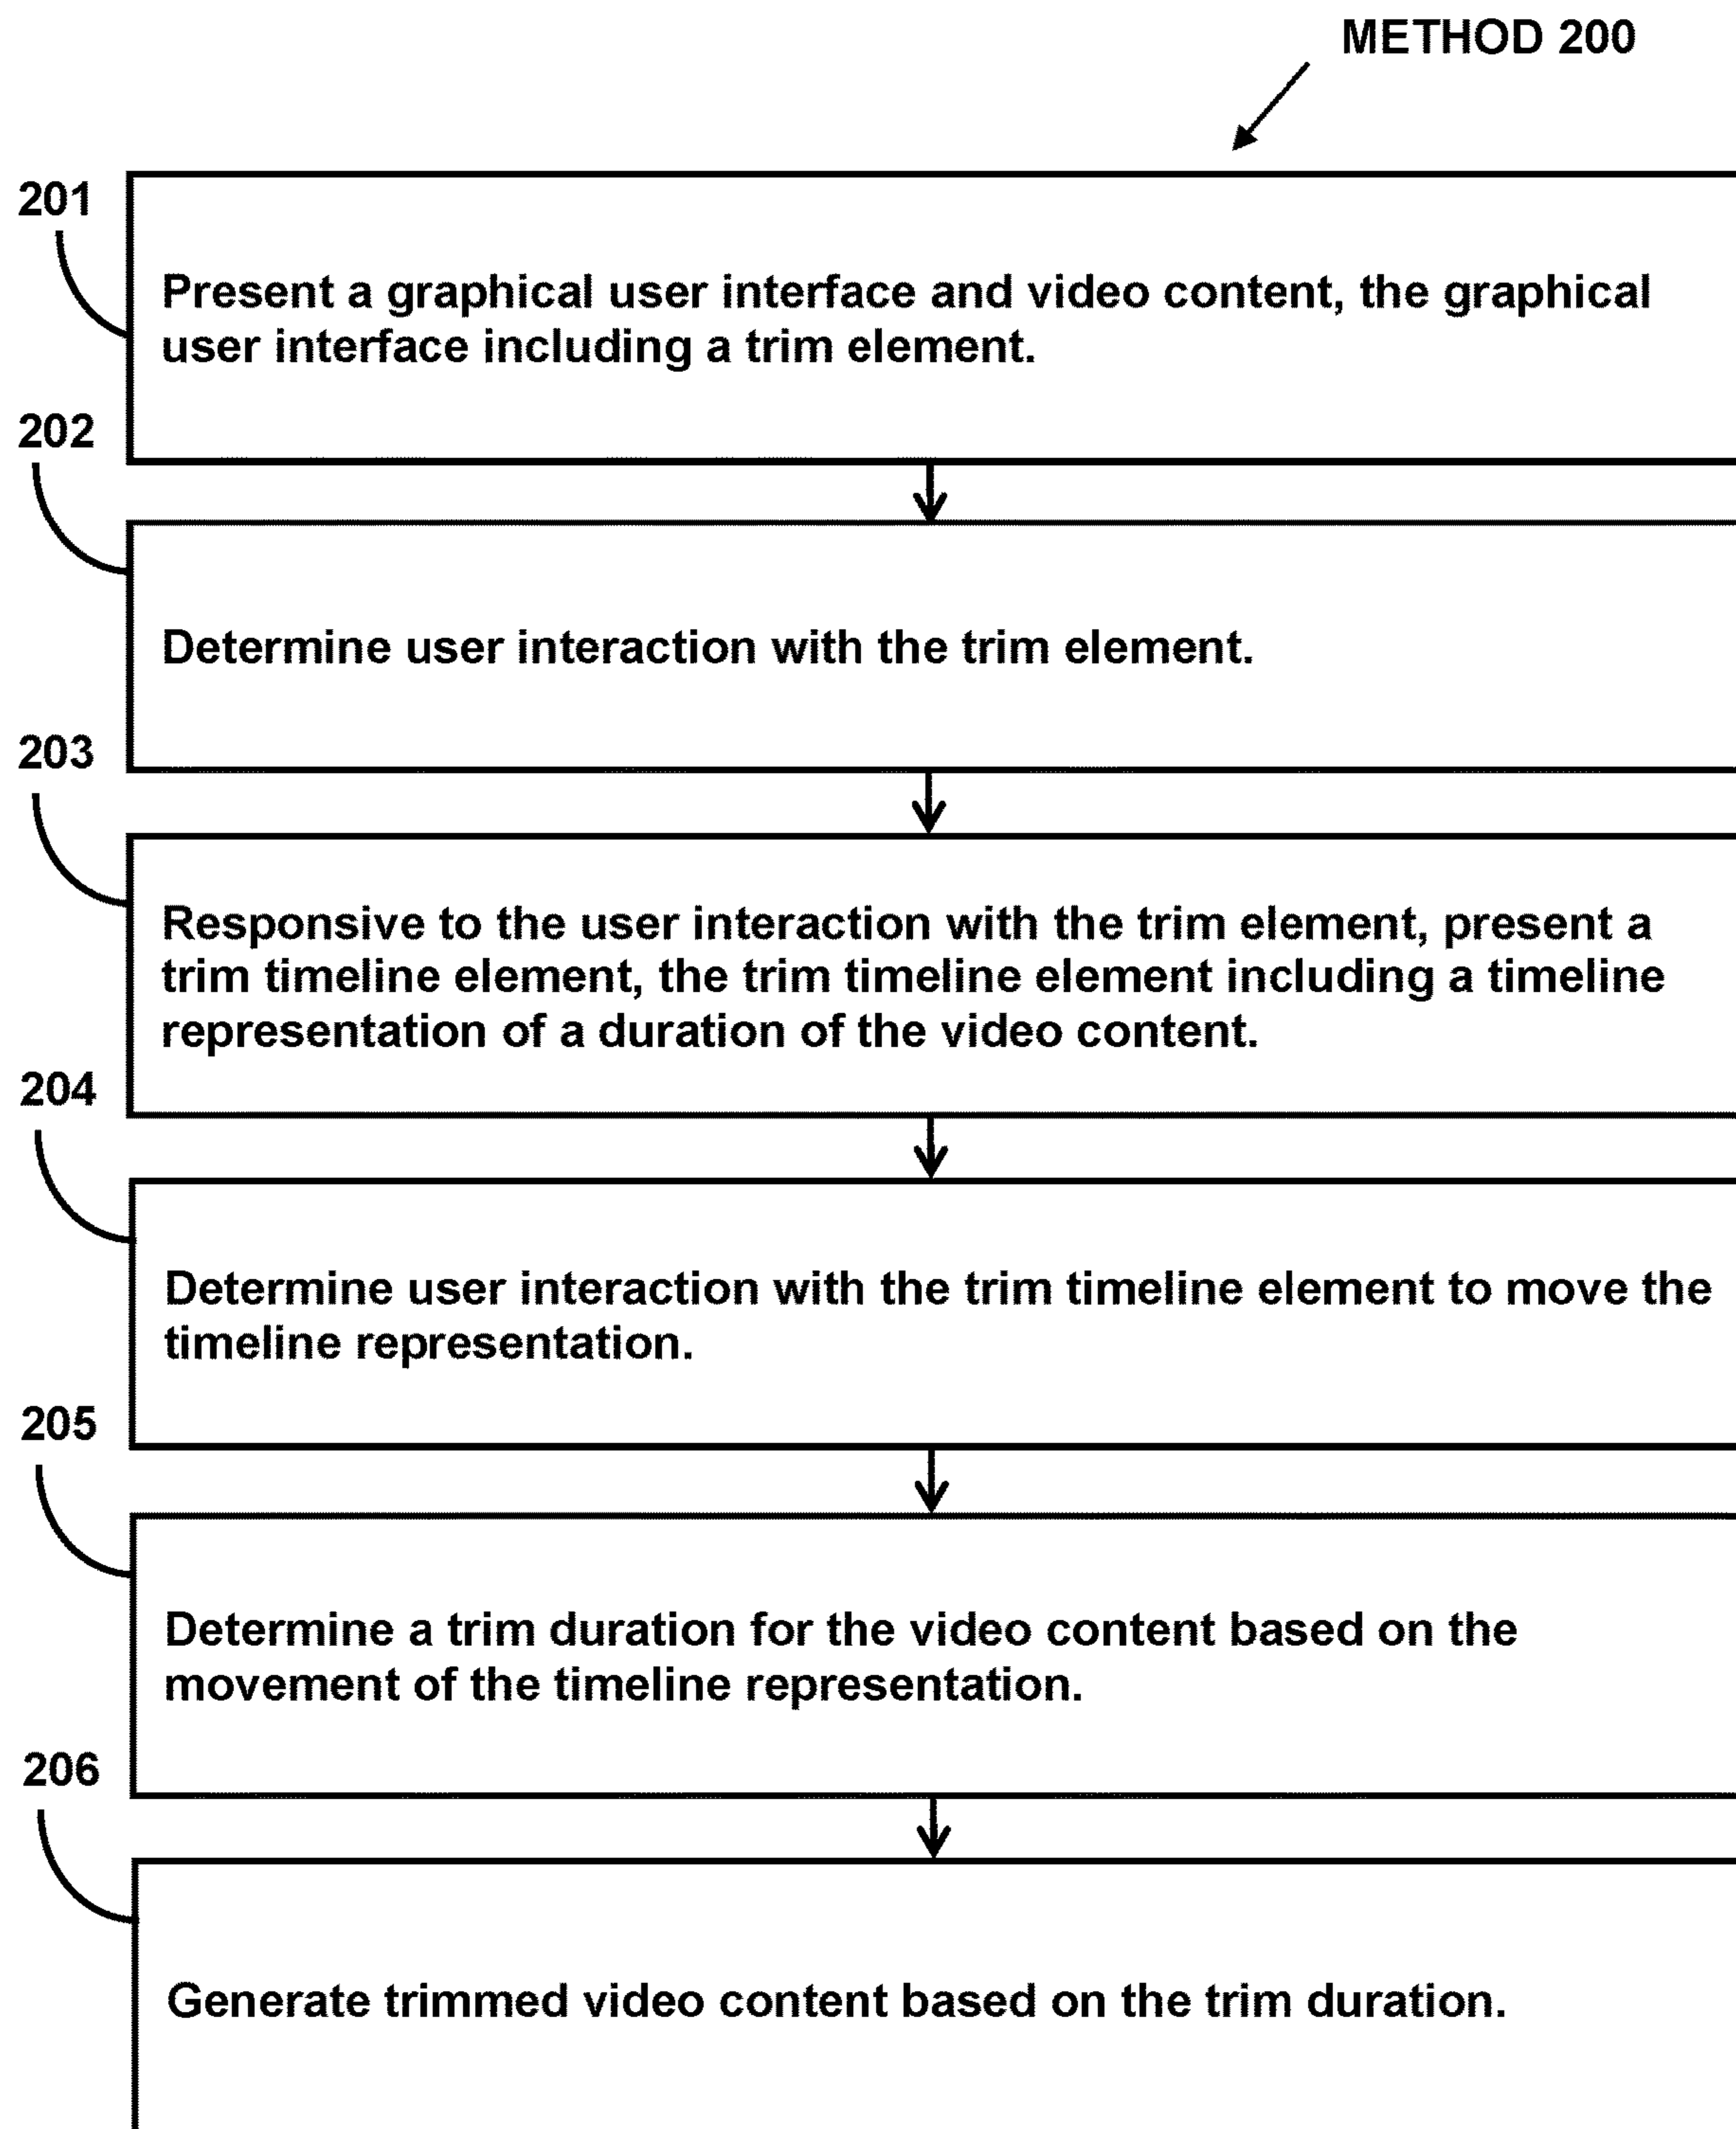 METHOD 200
201
Present a graphical user interface and video content, the graphical
user interface including a trim element.
202
Determine user interaction with the trim element.
203
Responsive to the user interaction with the trim element, present a
trim timeline element, the trim timeline element including a timeline
representation of a duration of the video content.
204
Determine user interaction with the trim timeline element to move the
timeline representation.
205
Determine a trim duration for the video content based on the
movement of the timeline representation.
206
Generate trimmed video content based on the trim duration.